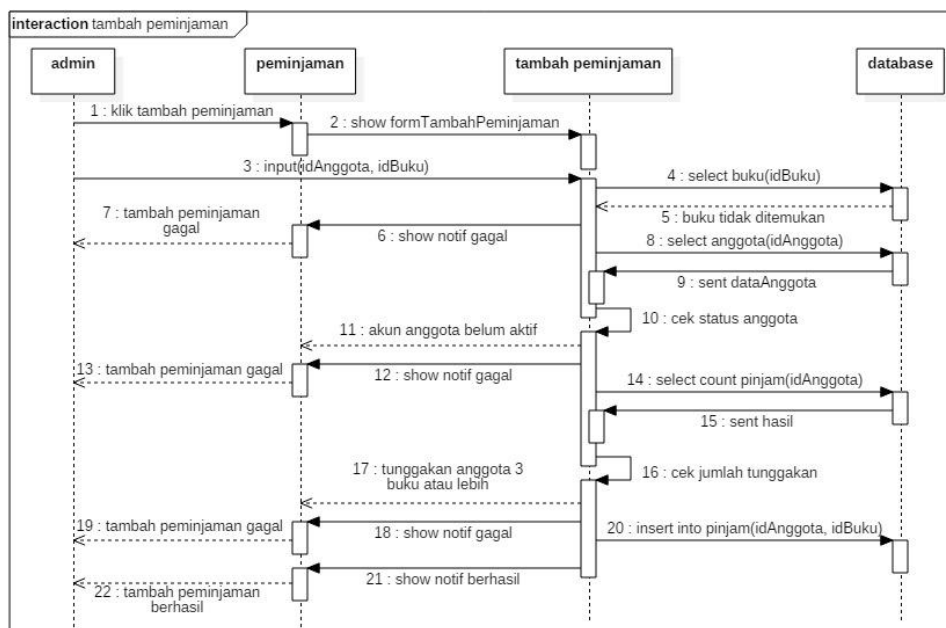 interaction tambah peminjaman
admin
peminjaman
tambah peminjaman
database
1 : klik tambah peminjaman
2 : show formTambahPeminjaman
3 : input(idAnggota, idBuku)
4 : select buku(idBuku)
5 : buku tidak ditemukan
6 : show notif gagal
7 : tambah peminjaman
gagal
8 : select anggota(idAnggota)
9 : sent dataAnggota
10 : cek status anggota
11 : akun anggota belum aktif
12 : show notif gagal
13 : tambah peminjaman gagal
14 : select count pinjam(idAnggota)
15 : sent hasil
16 : cek jumlah tunggakan
17 : tunggakan anggota 3
buku atau lebih
18 : show notif gagal
19 : tambah peminjaman gagal
20 : insert into pinjam(idAnggota, idBuku)
21 : show notif berhasil
22 : tambah peminjaman
berhasil